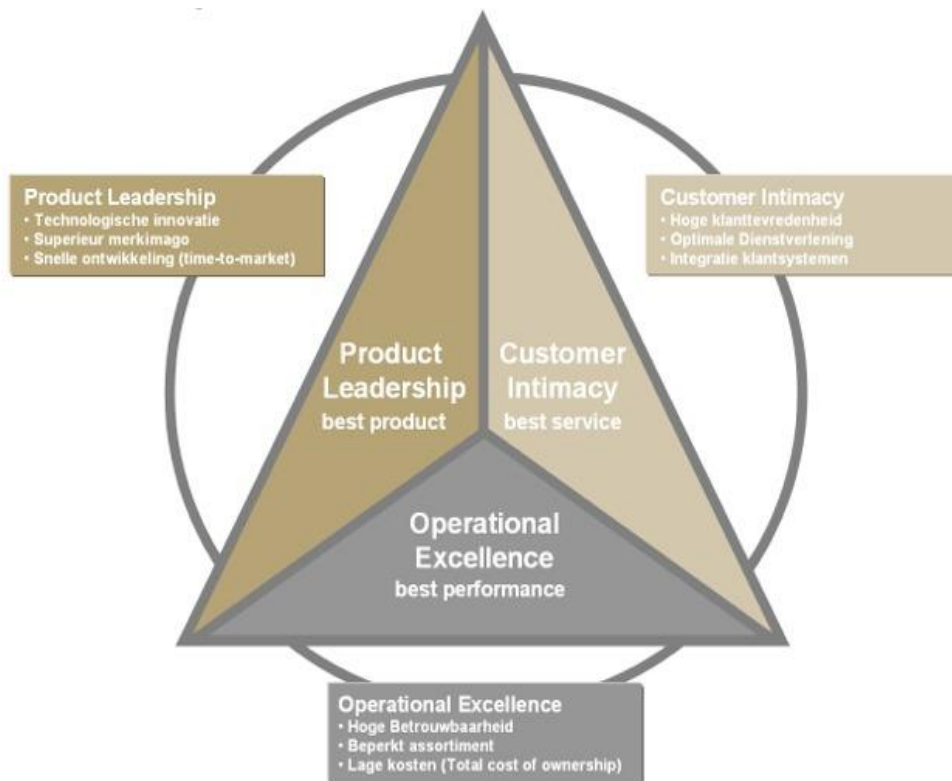 Product Leadership
• Technologische innovatie
• Superieur merkimago
• Snelle ontwikkeling (time-to-market)
Customer Intimacy
• Hoge klanttevredenheid
• Optimale Dienstverlening
• Integratie klantsystemen
Product
Leadership
best product
Customer
Intimacy
best service
Operational
Excellence
best performance
Operational Excellence
• Hoge Betrouwbaarheid
• Beperkt assortiment
• Lage kosten (Total cost of ownership)